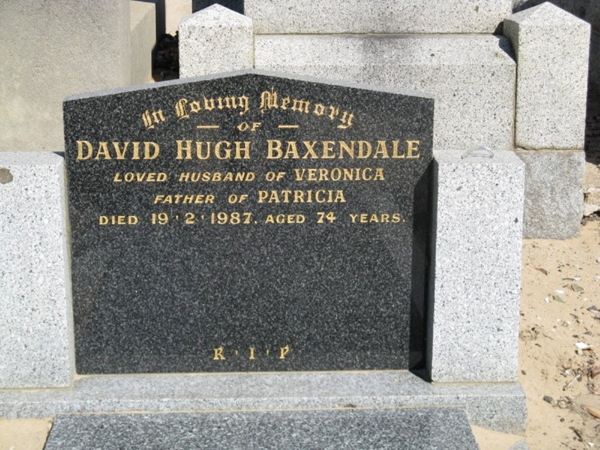 In Loving Memory
— OF —
DAVID HUGH BAXENDALE
LOVED HUSBAND OF VERONICA
FATHER OF PATRICIA
DIED 19·2·1987, AGED 74 YEARS.
R·I·P